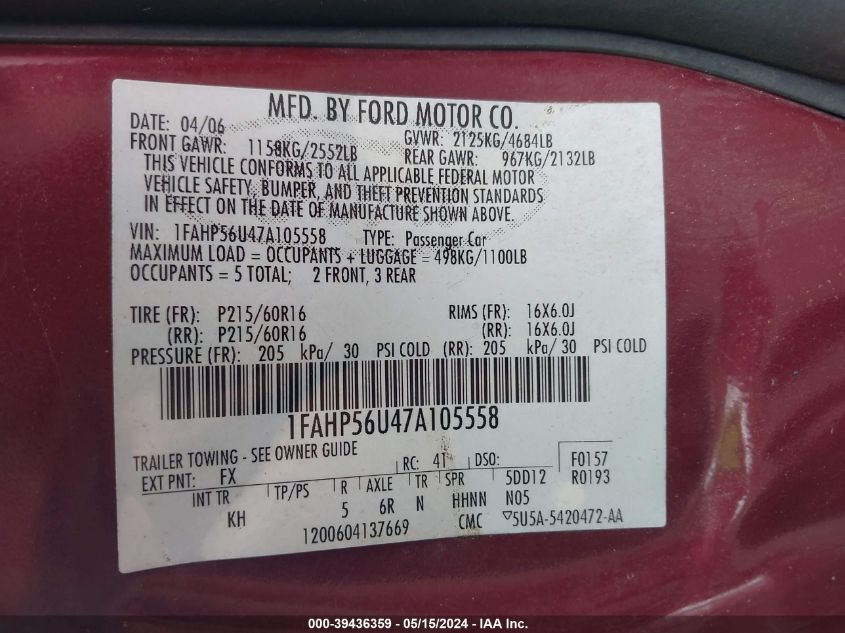 MFD. BY FORD MOTOR CO.
DATE: 04/06 GVWR: 2125KG/4684LB
FRONT GAWR: 1158KG/2552LB REAR GAWR: 967KG/2132LB
THIS VEHICLE CONFORMS TO ALL APPLICABLE FEDERAL MOTOR
VEHICLE SAFETY, BUMPER, AND THEFT PREVENTION STANDARDS
IN EFFECT ON THE DATE OF MANUFACTURE SHOWN ABOVE.
VIN: 1FAHP56U47A105558 TYPE: Passenger Car
MAXIMUM LOAD = OCCUPANTS + LUGGAGE = 498KG/1100LB
OCCUPANTS = 5 TOTAL; 2 FRONT, 3 REAR
TIRE (FR): P215/60R16 RIMS (FR): 16X6.0J
(RR): P215/60R16 (RR): 16X6.0J
PRESSURE (FR): 205 kPa/ 30 PSI COLD (RR): 205 kPa/ 30 PSI COLD
1FAHP56U47A105558
TRAILER TOWING - SEE OWNER GUIDE
EXT PNT: FX RC: 41 DSO: F0157
INT TR TP/PS R AXLE TR SPR 5DD12 R0193
KH 5 6R N HHNN N05
1200604137669 CMC ▽5U5A-5420472-AA
000-39436359 - 05/15/2024 - IAA Inc.